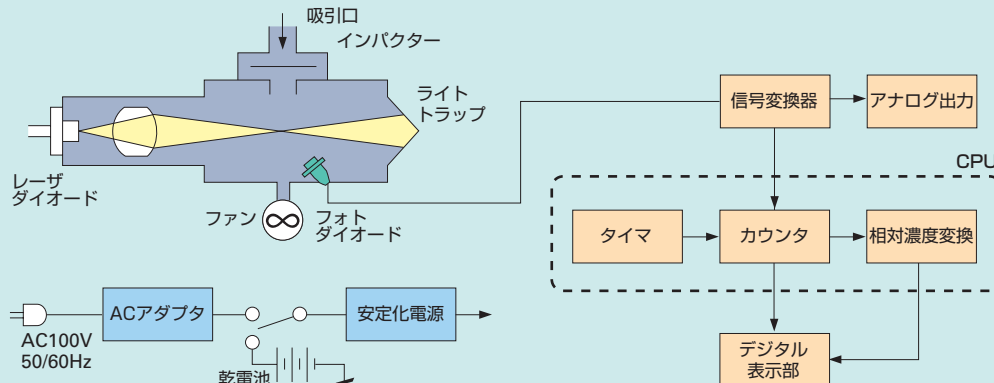 吸引口
インパクター
ライト
トラップ
レーザ
ダイオード
ファン
フォト
ダイオード
信号変換器
アナログ出力
CPU
タイマ
カウンタ
相対濃度変換
デジタル
表示部
ACアダプタ
安定化電源
AC100V
50/60Hz
乾電池